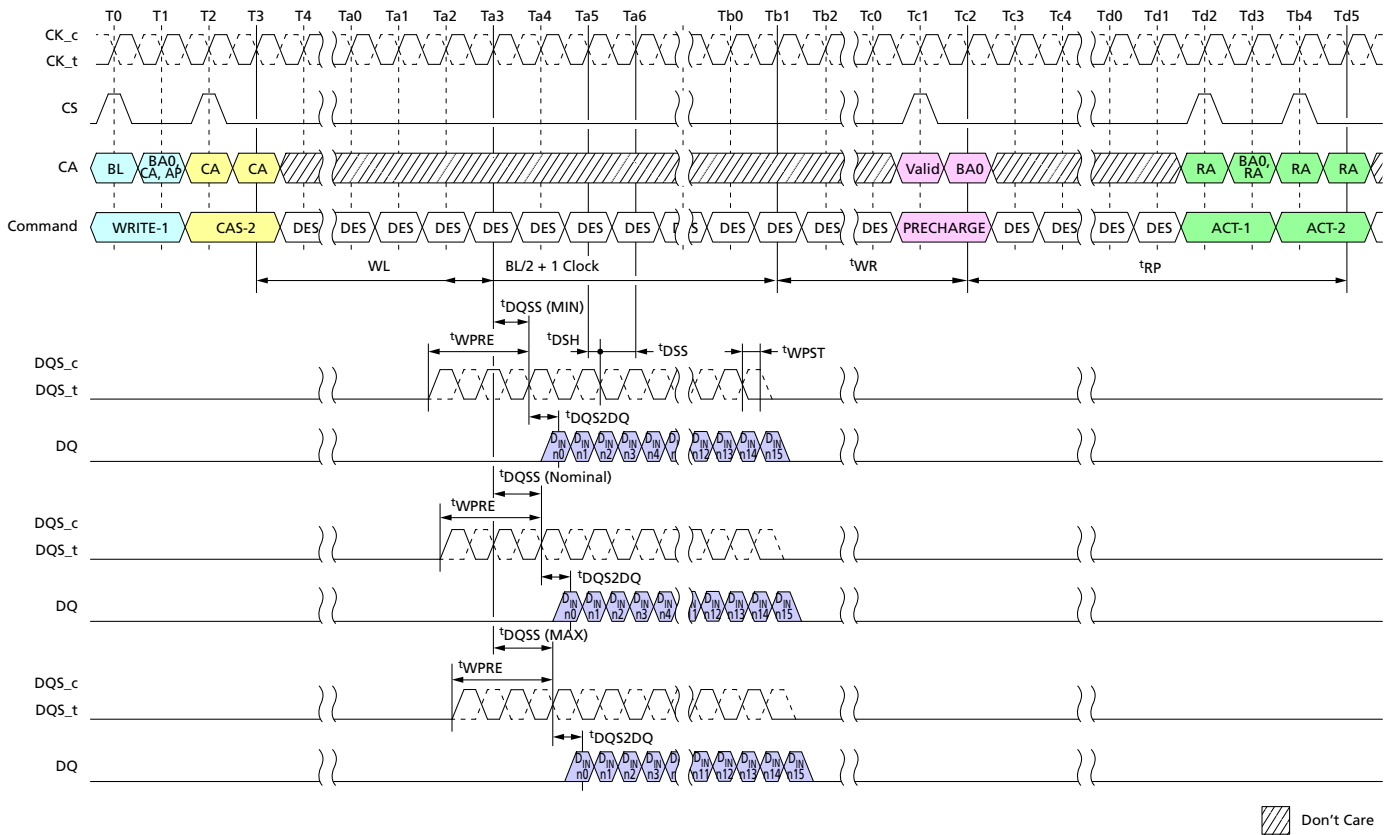 T0 T1 T2 T3 T4 Ta0 Ta1 Ta2 Ta3 Ta4 Ta5 Ta6 Tb0 Tb1 Tb2 Tc0 Tc1 Tc2 Tc3 Tc4 Td0 Td1 Td2 Td3 Tb4 Td5
CK_c
CK_t
CS
CA BL BA0, CA, AP CA CA Valid BA0 RA BA0, RA RA RA
Command WRITE-1 CAS-2 DES DES DES DES DES DES DES DES DES DES DES DES PRECHARGE DES DES DES DES ACT-1 ACT-2
WL BL/2 + 1 Clock tWR tRP
tDQSS (MIN)
tWPRE tDSH tDSS tWPST
DQS_c
DQS_t
tDQS2DQ
DQ DIN n0 DIN n1 DIN n2 DIN n3 DIN n4 DIN n12 DIN n13 DIN n14 DIN n15
tDQSS (Nominal)
tWPRE
DQS_c
DQS_t
tDQS2DQ
DQ DIN n0 DIN n1 DIN n2 DIN n3 DIN n4 DIN n12 DIN n13 DIN n14 DIN n15
tDQSS (MAX)
tWPRE
DQS_c
DQS_t
tDQS2DQ
DQ DIN n0 DIN n1 DIN n2 DIN n3 DIN n11 DIN n12 DIN n13 DIN n14 DIN n15
Don't Care